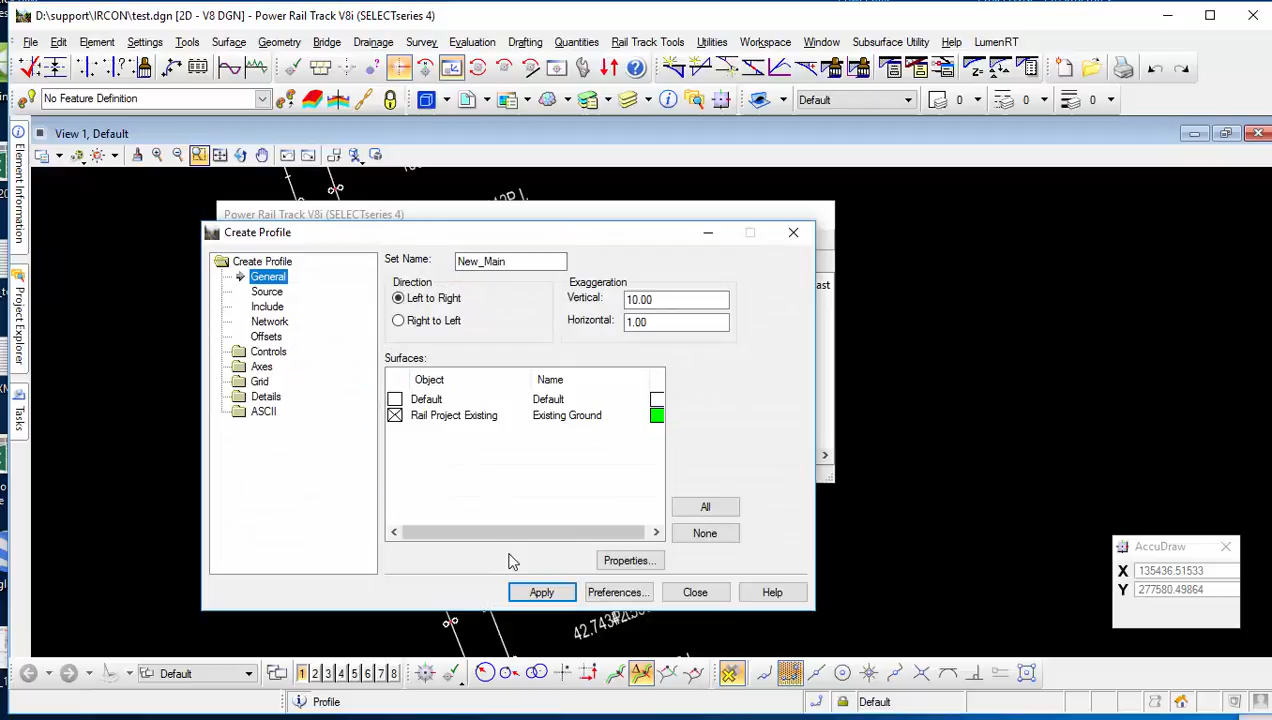 D:\support\IRCON\test.dgn [2D - V8 DGN] - Power Rail Track V8i (SELECTseries 4)
File Edit Element Settings Tools Surface Geometry Bridge Drainage Survey Evaluation Drafting Quantities Rail Track Tools Utilities Workspace Window Subsurface Utility Help LumenRT
No Feature Definition
Default
0
0
0
View 1, Default
Element Information
Project Explorer
Tasks
Power Rail Track V8i (SELECTseries 4)
Create Profile
Create Profile
General
Source
Include
Network
Offsets
Controls
Axes
Grid
Details
ASCII
Set Name: New_Main
Direction
Left to Right
Right to Left
Exaggeration
Vertical: 10.00
Horizontal: 1.00
Surfaces:
Object Name
Default Default
Rail Project Existing Existing Ground
All
None
Properties...
Apply Preferences... Close Help
ast
AccuDraw
X 135436.51533
Y 277580.49864
Default
1 2 3 4 5 6 7 8
Profile
Default